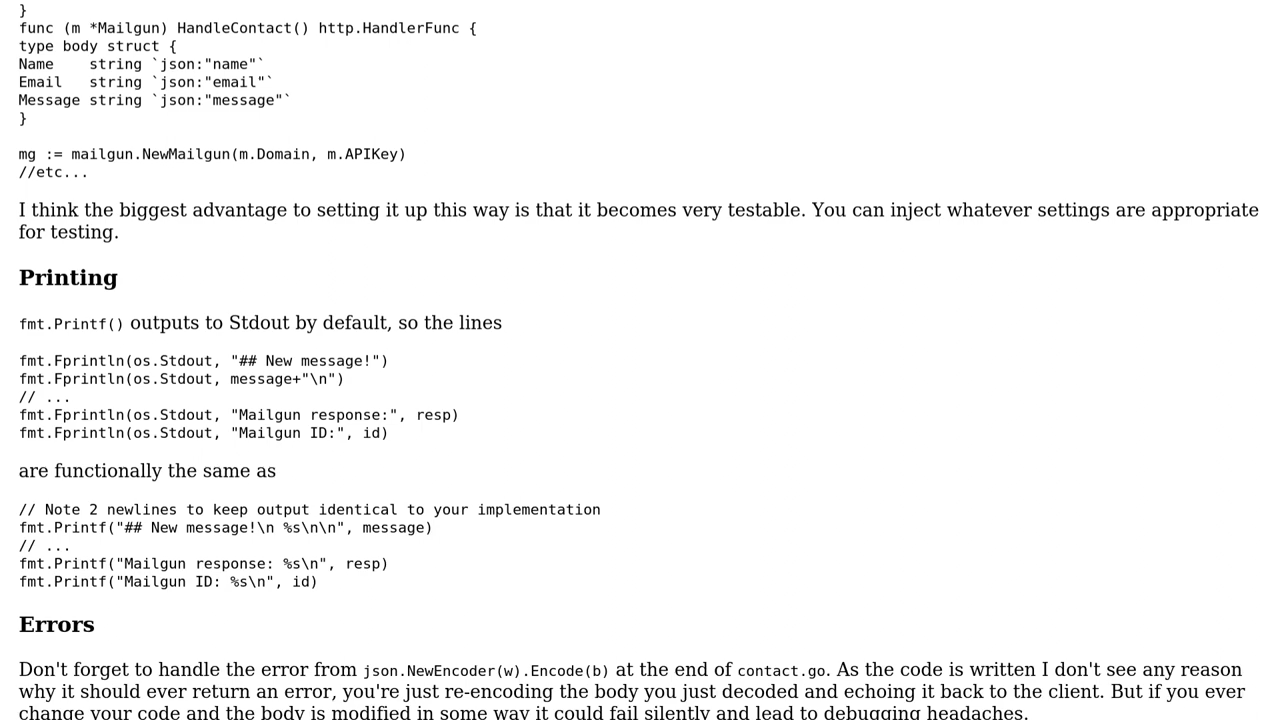 }
func (m *Mailgun) HandleContact() http.HandlerFunc {
type body struct {
Name    string `json:"name"`
Email   string `json:"email"`
Message string `json:"message"`
}
mg := mailgun.NewMailgun(m.Domain, m.APIKey)
//etc...
I think the biggest advantage to setting it up this way is that it becomes very testable. You can inject whatever settings are appropriate
for testing.
Printing
fmt.Printf() outputs to Stdout by default, so the lines
fmt.Fprintln(os.Stdout, "## New message!")
fmt.Fprintln(os.Stdout, message+"\n")
// ...
fmt.Fprintln(os.Stdout, "Mailgun response:", resp)
fmt.Fprintln(os.Stdout, "Mailgun ID:", id)
are functionally the same as
// Note 2 newlines to keep output identical to your implementation
fmt.Printf("## New message!\n %s\n\n", message)
// ...
fmt.Printf("Mailgun response: %s\n", resp)
fmt.Printf("Mailgun ID: %s\n", id)
Errors
Don't forget to handle the error from json.NewEncoder(w).Encode(b) at the end of contact.go. As the code is written I don't see any reason
why it should ever return an error, you're just re-encoding the body you just decoded and echoing it back to the client. But if you ever
change your code and the body is modified in some way it could fail silently and lead to debugging headaches.